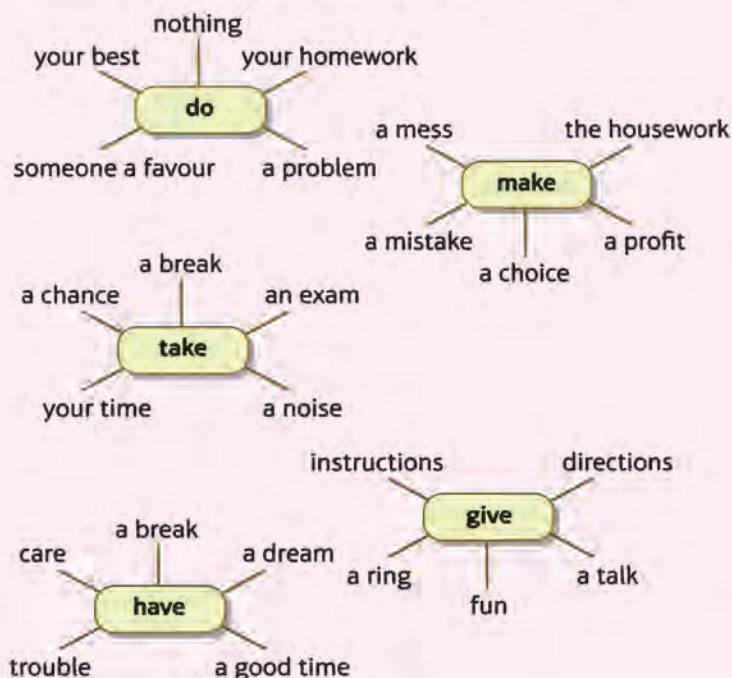 nothing
your best your homework
do
someone a favour a problem
a mess the housework
make
a mistake a profit
a choice
a break
a chance an exam
take
your time a noise
instructions directions
give
a ring a talk
fun
a break
care a dream
have
trouble a good time